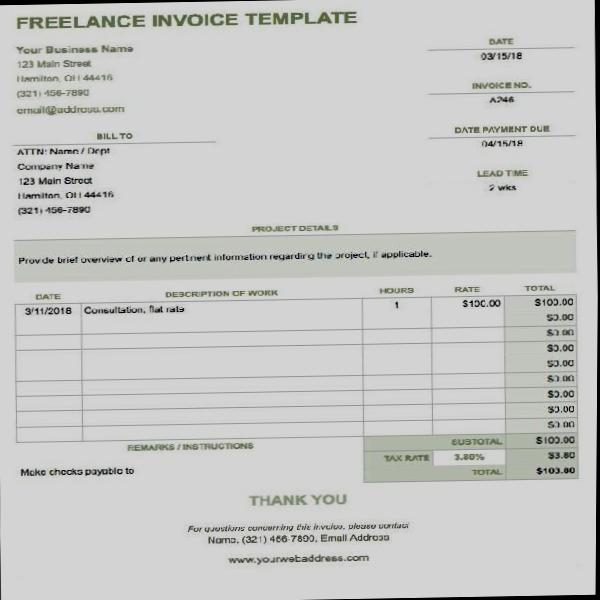 FREELANCE INVOICE TEMPLATE
Your Business Name
123 Main Street
Hamilton, OH 44416
(321) 456-7890
email@address.com
DATE
03/15/18
INVOICE NO.
A246
DATE PAYMENT DUE
04/15/18
LEAD TIME
2 wks
BILL TO
ATTN: Name / Dept
Company Name
123 Main Street
Hamilton, OH 44416
(321) 456-7890
PROJECT DETAILS
Provide brief overview of or any pertinent information regarding the project, if applicable.
DATE DESCRIPTION OF WORK HOURS RATE TOTAL
3/11/2018 Consultation, flat rate 1 $100.00 $100.00
$0.00
$0.00
$0.00
$0.00
$0.00
$0.00
$0.00
$0.00
SUBTOTAL $100.00
REMARKS / INSTRUCTIONS
TAX RATE 3.80% $3.80
Make checks payable to
TOTAL $103.80
THANK YOU
For questions concerning this invoice, please contact
Name, (321) 456-7890, Email Address
www.yourwebaddress.com